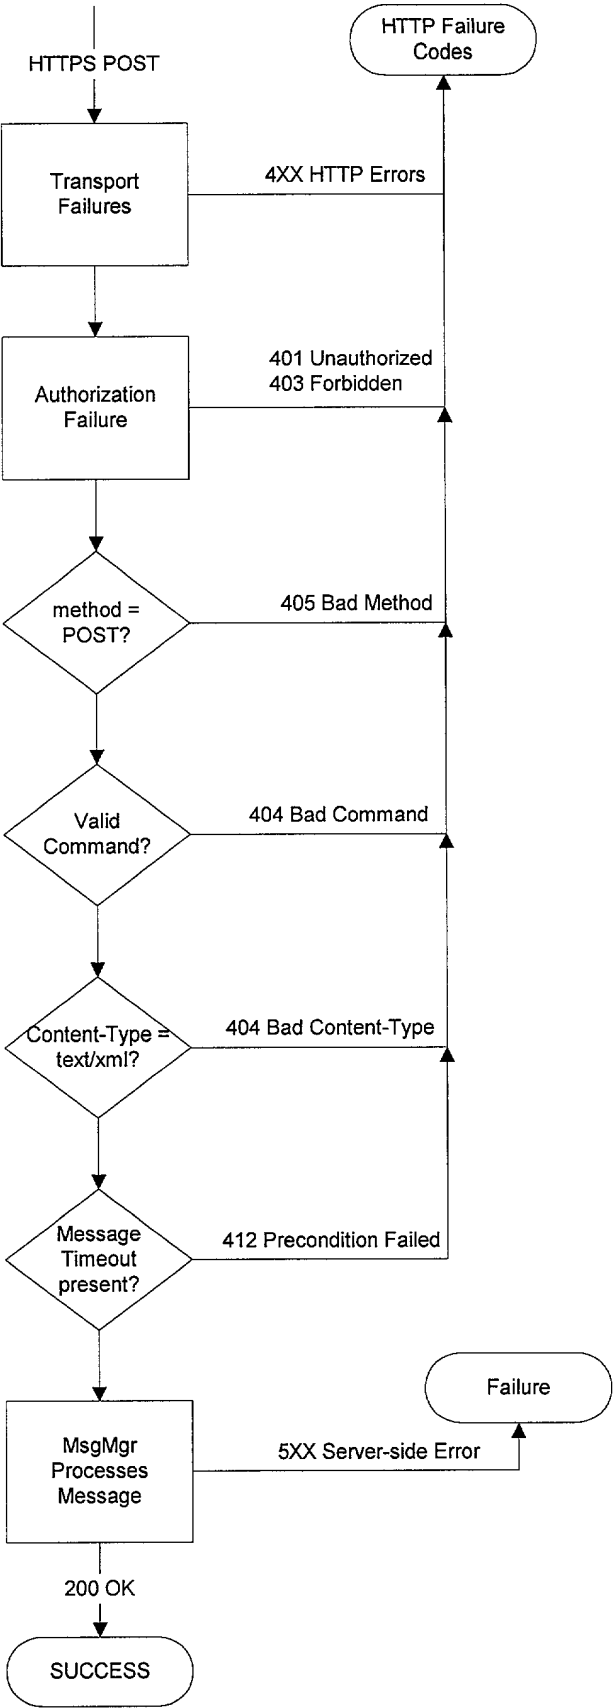 HTTP Failure
Codes
HTTPS POST
Transport
Failures
4XX HTTP Errors
Authorization
Failure
401 Unauthorized
403 Forbidden
method =
POST?
405 Bad Method
Valid
Command?
404 Bad Command
Content-Type =
text/xml?
404 Bad Content-Type
Message
Timeout
present?
412 Precondition Failed
Failure
MsgMgr
Processes
Message
5XX Server-side Error
200 OK
SUCCESS